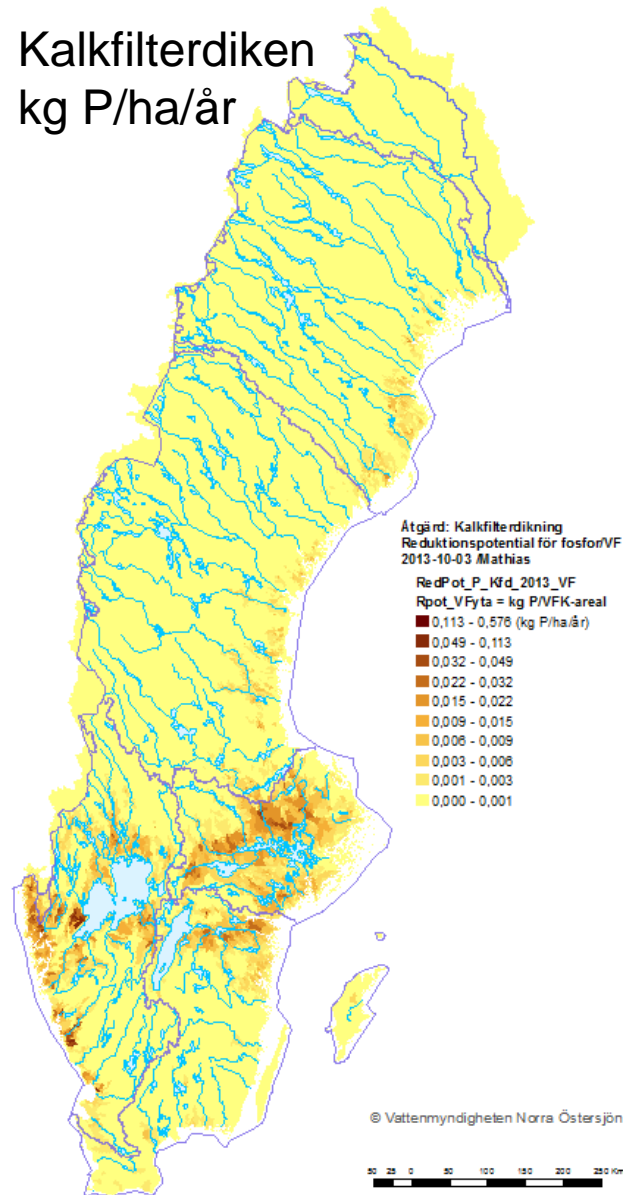 Kalkfilterdiken
kg P/ha/år
Åtgärd: Kalkfilterdikning
Reduktionspotential för fosfor/VF
2013-10-03 /Mathias
RedPot_P_Kfd_2013_VF
Rpot_VFyta = kg P/VFK-areal
0,113 - 0,576 (kg P/ha/år)
0,049 - 0,113
0,032 - 0,049
0,022 - 0,032
0,015 - 0,022
0,009 - 0,015
0,006 - 0,009
0,003 - 0,006
0,001 - 0,003
0,000 - 0,001
© Vattenmyndigheten Norra Östersjön
50 25 0 50 100 150 200 250 Km